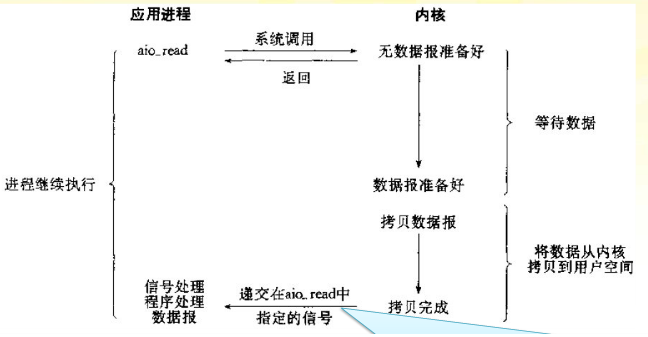 应用进程
内核
aio_read
系统调用
无数据报准备好
返回
等待数据
进程继续执行
数据报准备好
拷贝数据报
将数据从内核
拷贝到用户空间
信号处理
程序处理
数据报
递交在aio_read中
指定的信号
拷贝完成